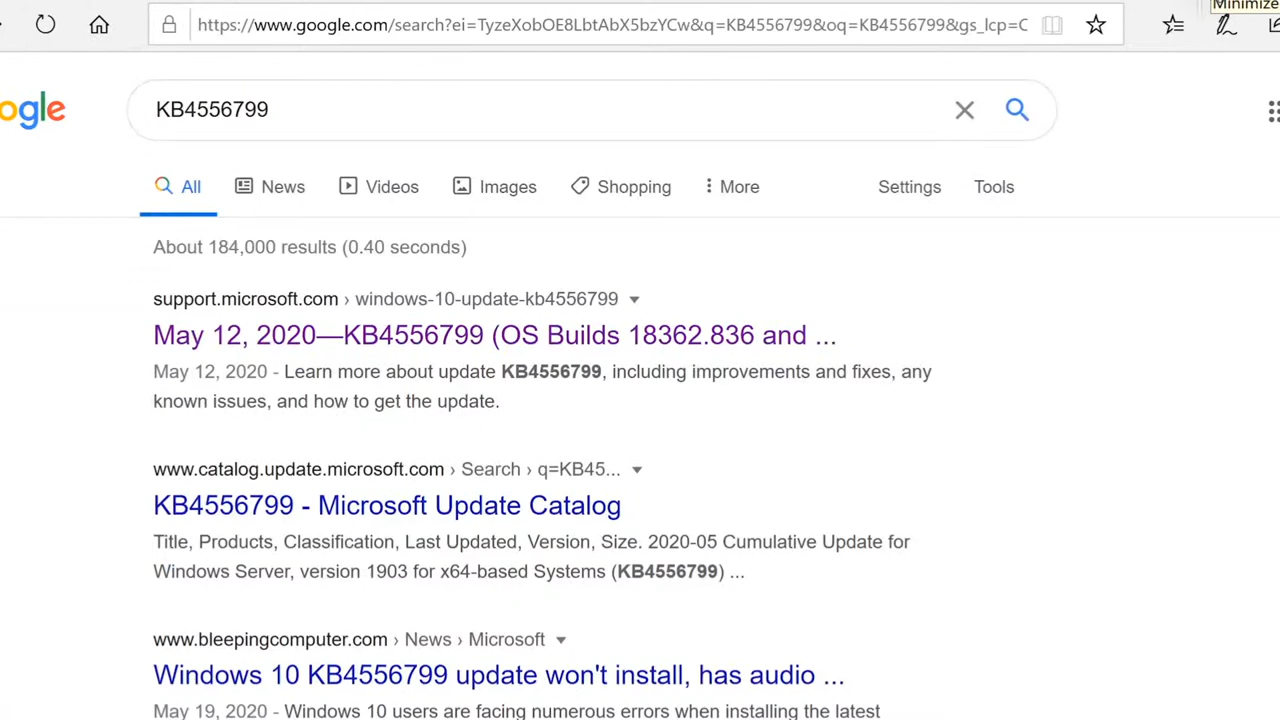 Minimize
https://www.google.com/search?ei=TyzeXobOE8LbtAbX5bzYCw&q=KB4556799&oq=KB4556799&gs_lcp=C
ogle
KB4556799
All News Videos Images Shopping More Settings Tools
About 184,000 results (0.40 seconds)
support.microsoft.com › windows-10-update-kb4556799
May 12, 2020—KB4556799 (OS Builds 18362.836 and ...
May 12, 2020 - Learn more about update KB4556799, including improvements and fixes, any
known issues, and how to get the update.
www.catalog.update.microsoft.com › Search › q=KB45...
KB4556799 - Microsoft Update Catalog
Title, Products, Classification, Last Updated, Version, Size. 2020-05 Cumulative Update for
Windows Server, version 1903 for x64-based Systems (KB4556799) ...
www.bleepingcomputer.com › News › Microsoft
Windows 10 KB4556799 update won't install, has audio ...
May 19, 2020 - Windows 10 users are facing numerous errors when installing the latest